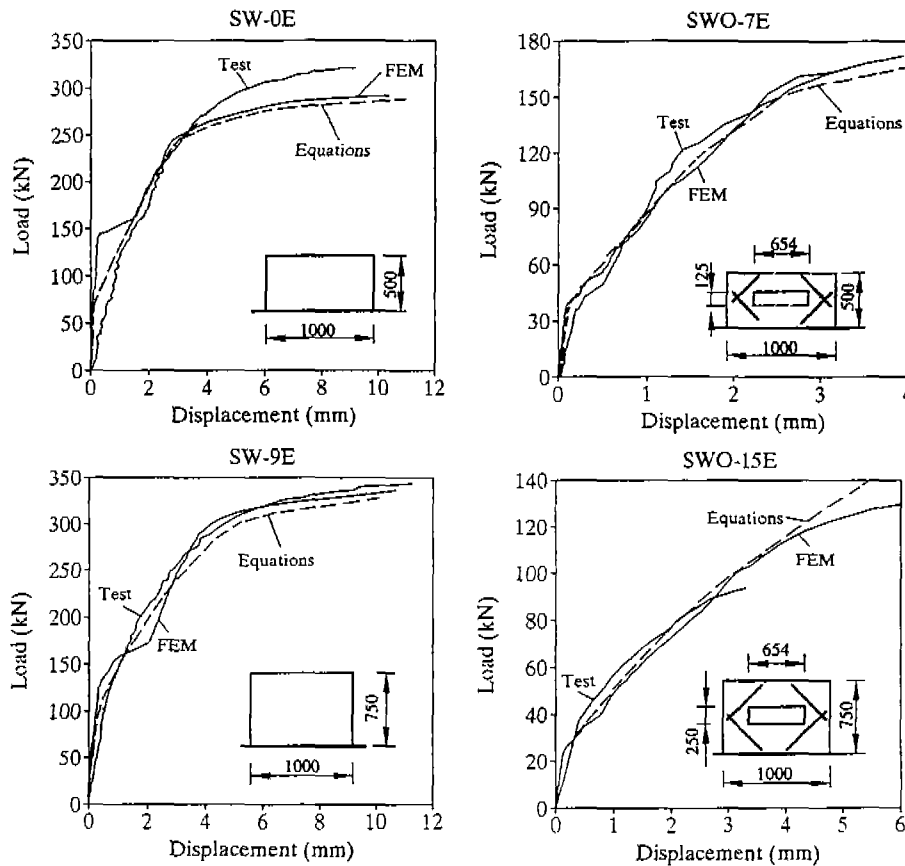 SW-0E
350
300
250
200
150
100
50
0
Load (kN)
Test
FEM
Equations
500
1000
0 2 4 6 8 10 12
Displacement (mm)
SWO-7E
180
150
120
90
60
30
0
Load (kN)
FEM
Test
Equations
FEM
654
125
500
1000
0 1 2 3 4
Displacement (mm)
SW-9E
350
300
250
200
150
100
50
0
Load (kN)
Equations
Test
FEM
750
1000
0 2 4 6 8 10 12
Displacement (mm)
SWO-15E
140
120
100
80
60
40
20
0
Load (kN)
Equations
FEM
Test
654
250
750
1000
0 1 2 3 4 5 6
Displacement (mm)